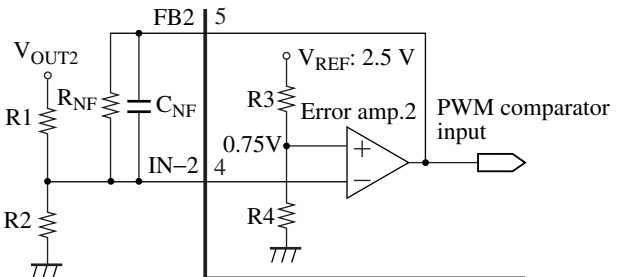 FB2 5
V_OUT2
V_REF: 2.5 V
R_NF
C_NF
R3
Error amp.2
PWM comparator
input
R1
0.75V
+
IN−2 4
−
R2
R4